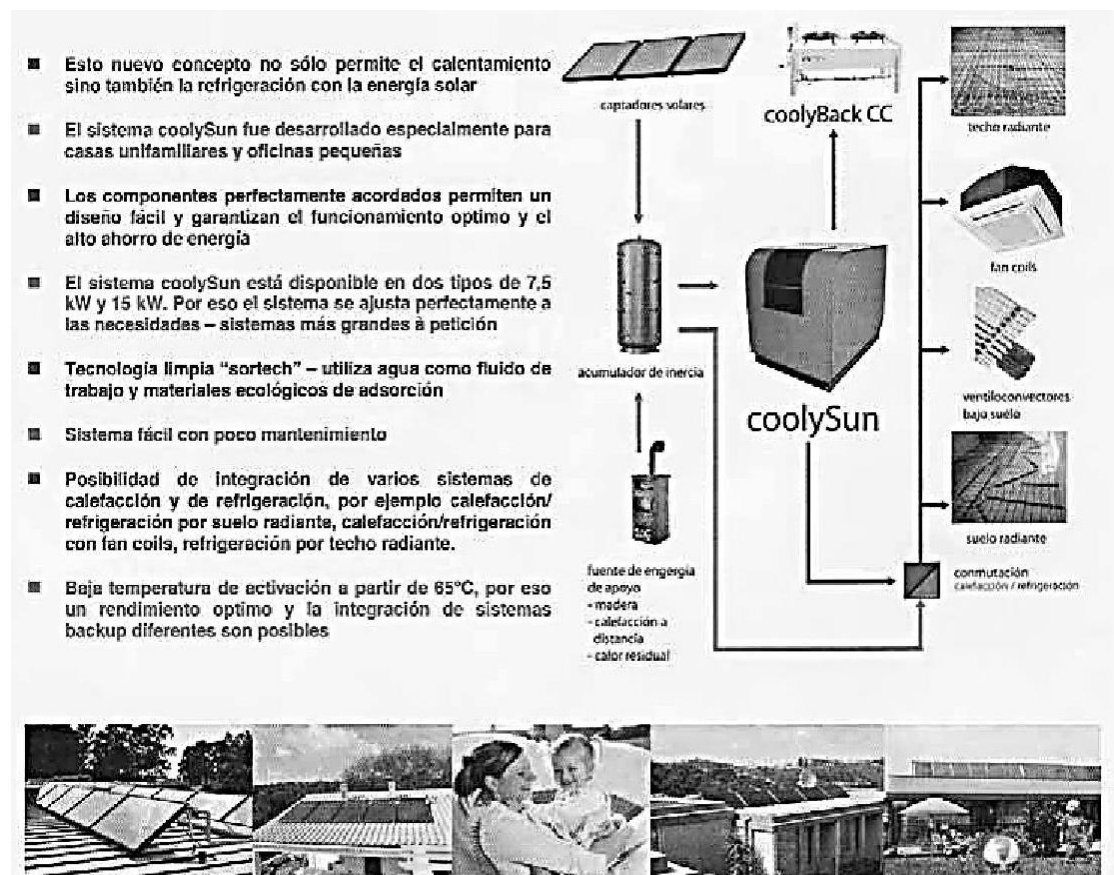 ■ Esto nuevo concepto no sólo permite el calentamiento
sino también la refrigeración con la energía solar
■ El sistema coolySun fue desarrollado especialmente para
casas unifamiliares y oficinas pequeñas
■ Los componentes perfectamente acordados permiten un
diseño fácil y garantizan el funcionamiento optimo y el
alto ahorro de energía
■ El sistema coolySun está disponible en dos tipos de 7,5
kW y 15 kW. Por eso el sistema se ajusta perfectamente a
las necesidades – sistemas más grandes à petición
■ Tecnología limpia “sortech” – utiliza agua como fluido de
trabajo y materiales ecológicos de adsorción
■ Sistema fácil con poco mantenimiento
■ Posibilidad de integración de varios sistemas de
calefacción y de refrigeración, por ejemplo calefacción/
refrigeración por suelo radiante, calefacción/refrigeración
con fan coils, refrigeración por techo radiante.
■ Baja temperatura de activación a partir de 65°C, por eso
un rendimiento optimo y la integración de sistemas
backup diferentes son posibles
captadores solares
coolyBack CC
techo radiante
fan coils
acumulador de inercia
coolySun
ventiloconvectores
bajo suelo
suelo radiante
fuente de engergía
de apoyo
- madera
- calefacción a
distancia
- calor residual
conmutación
calefacción / refrigeración